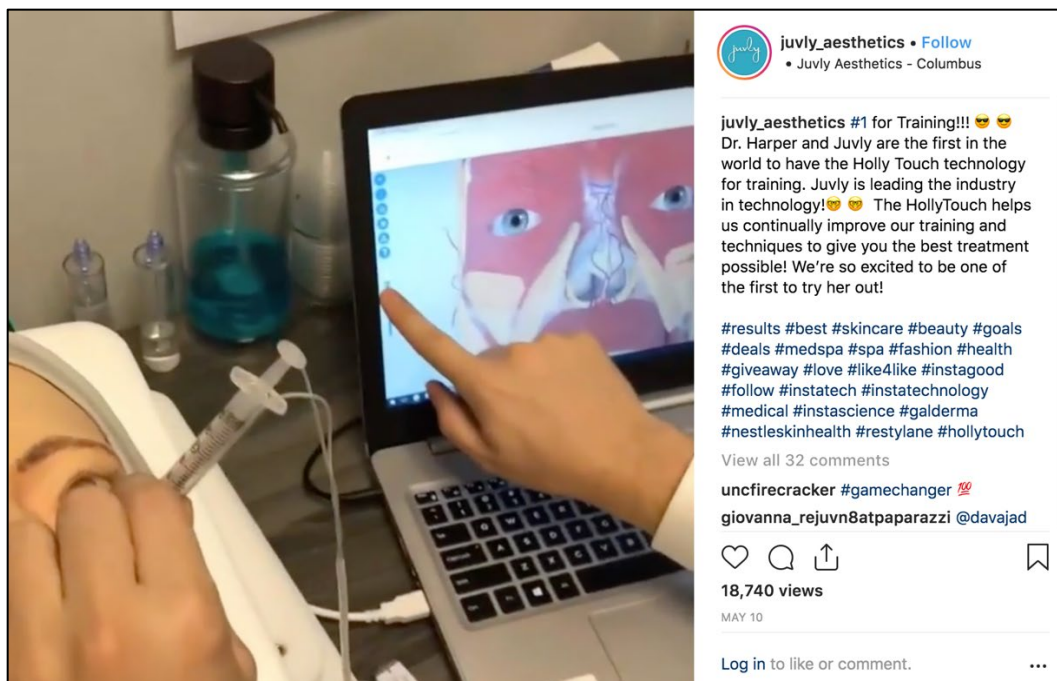 juvly
juvly_aesthetics • Follow
• Juvly Aesthetics - Columbus
juvly_aesthetics #1 for Training!!! 😎 😎
Dr. Harper and Juvly are the first in the
world to have the Holly Touch technology
for training. Juvly is leading the industry
in technology!🤓 🤓 The HollyTouch helps
us continually improve our training and
techniques to give you the best treatment
possible! We're so excited to be one of
the first to try her out!
#results #best #skincare #beauty #goals
#deals #medspa #spa #fashion #health
#giveaway #love #like4like #instagood
#follow #instatech #instatechnology
#medical #instascience #galderma
#nestleskinhealth #restylane #hollytouch
View all 32 comments
uncfirecracker #gamechanger 💯
giovanna_rejuvn8atpaparazzi @davajad
18,740 views
MAY 10
Log in to like or comment.